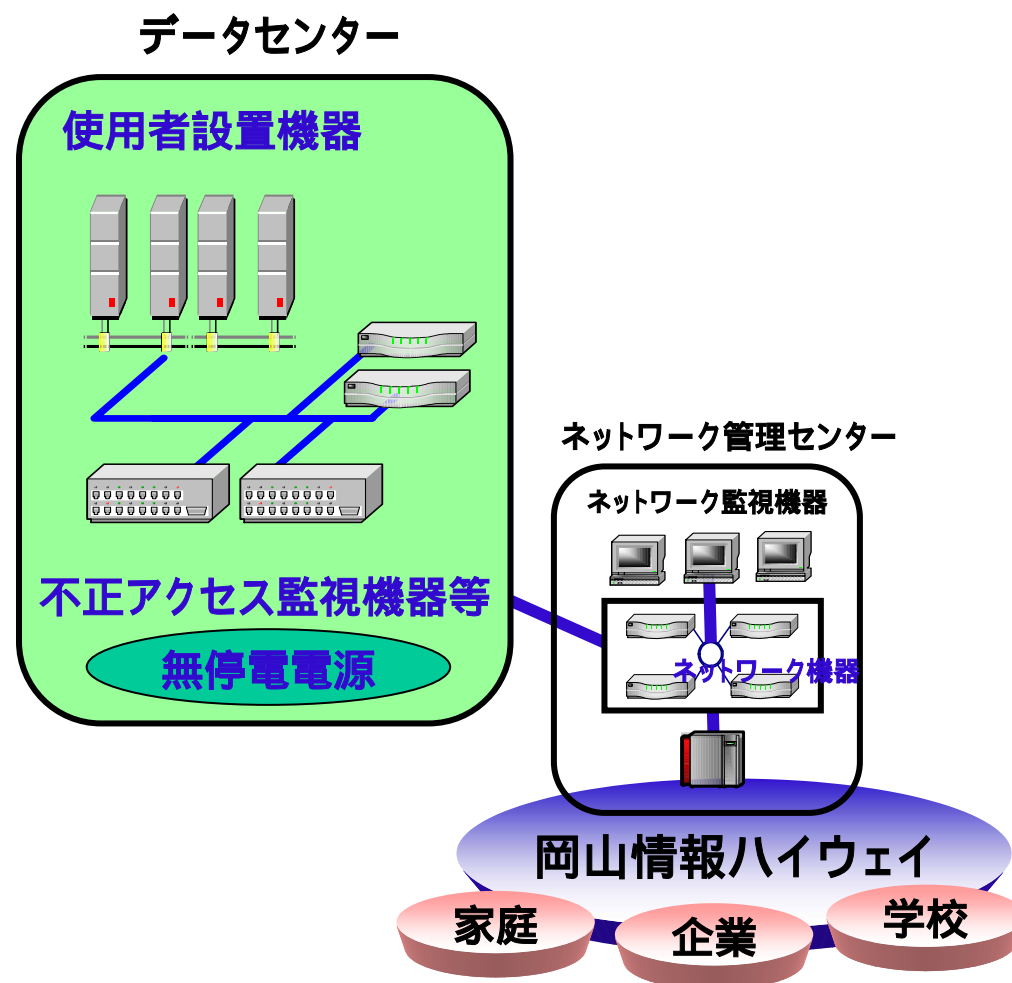 データセンター
使用者設置機器
不正アクセス監視機器等
無停電電源
ネットワーク管理センター
ネットワーク監視機器
ネットワーク機器
岡山情報ハイウェイ
家庭
企業
学校